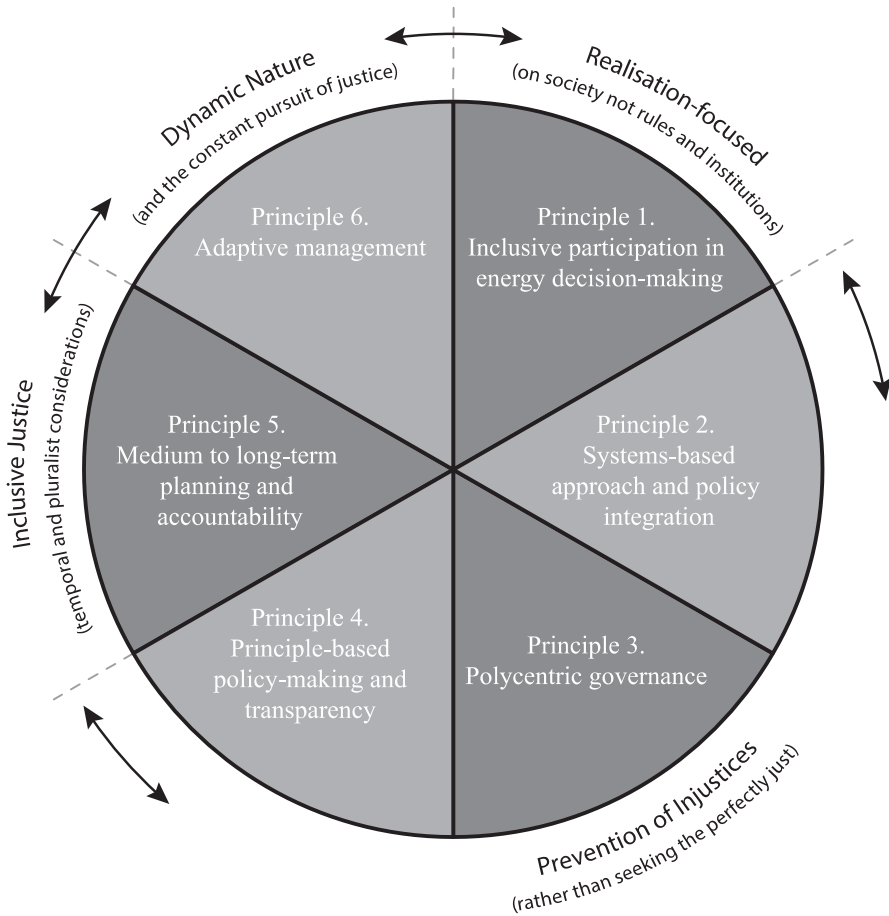 Dynamic Nature
(and the constant pursuit of justice)
Realisation-focused
(on society not rules and institutions)
Principle 1.
Inclusive participation in
energy decision-making
Principle 2.
Systems-based
approach and policy
integration
Principle 3.
Polycentric governance
Principle 4.
Principle-based
policy-making and
transparency
Principle 5.
Medium to long-term
planning and
accountability
Principle 6.
Adaptive management
Inclusive Justice
(temporal and pluralist considerations)
Prevention of Injustices
(rather than seeking the perfectly just)